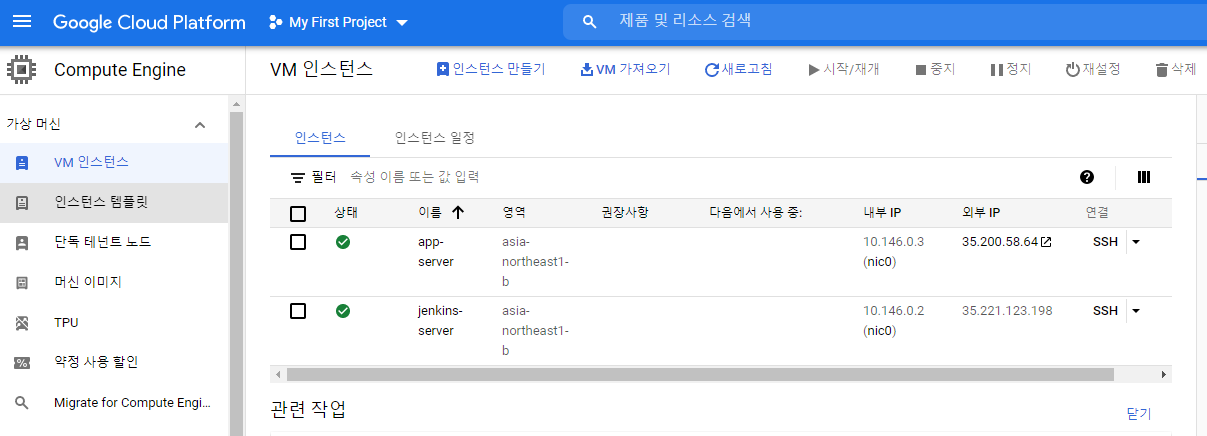 Google Cloud Platform My First Project 제품 및 리소스 검색
Compute Engine VM 인스턴스 인스턴스 만들기 VM 가져오기 새로고침 시작/재개 중지 정지 재설정 삭제
가상 머신
VM 인스턴스
인스턴스 템플릿
단독 테넌트 노드
머신 이미지
TPU
약정 사용 할인
Migrate for Compute Engi...
인스턴스 인스턴스 일정
필터 속성 이름 또는 값 입력
상태 이름 영역 권장사항 다음에서 사용 중: 내부 IP 외부 IP 연결
app- asia- 10.146.0.3 35.200.58.64 SSH
server northeast1- (nic0)
b
jenkins- asia- 10.146.0.2 35.221.123.198 SSH
server northeast1- (nic0)
b
관련 작업 닫기